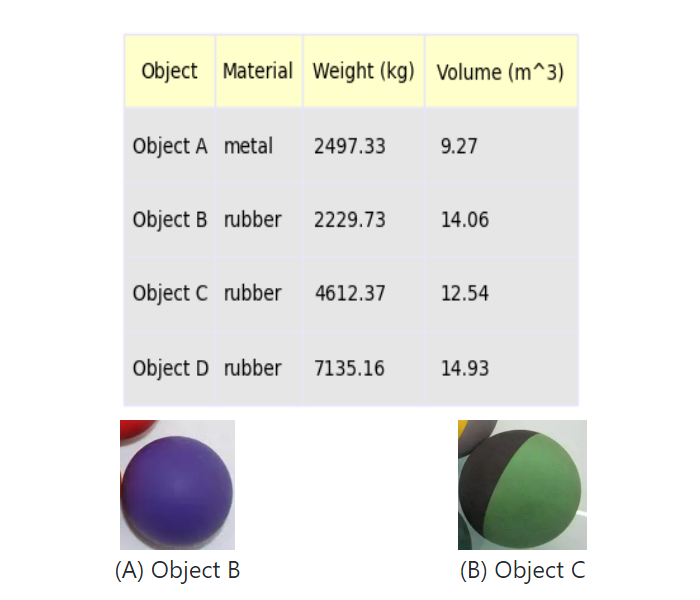 Object Material Weight (kg) Volume (m^3)
Object A metal 2497.33 9.27
Object B rubber 2229.73 14.06
Object C rubber 4612.37 12.54
Object D rubber 7135.16 14.93
(A) Object B (B) Object C